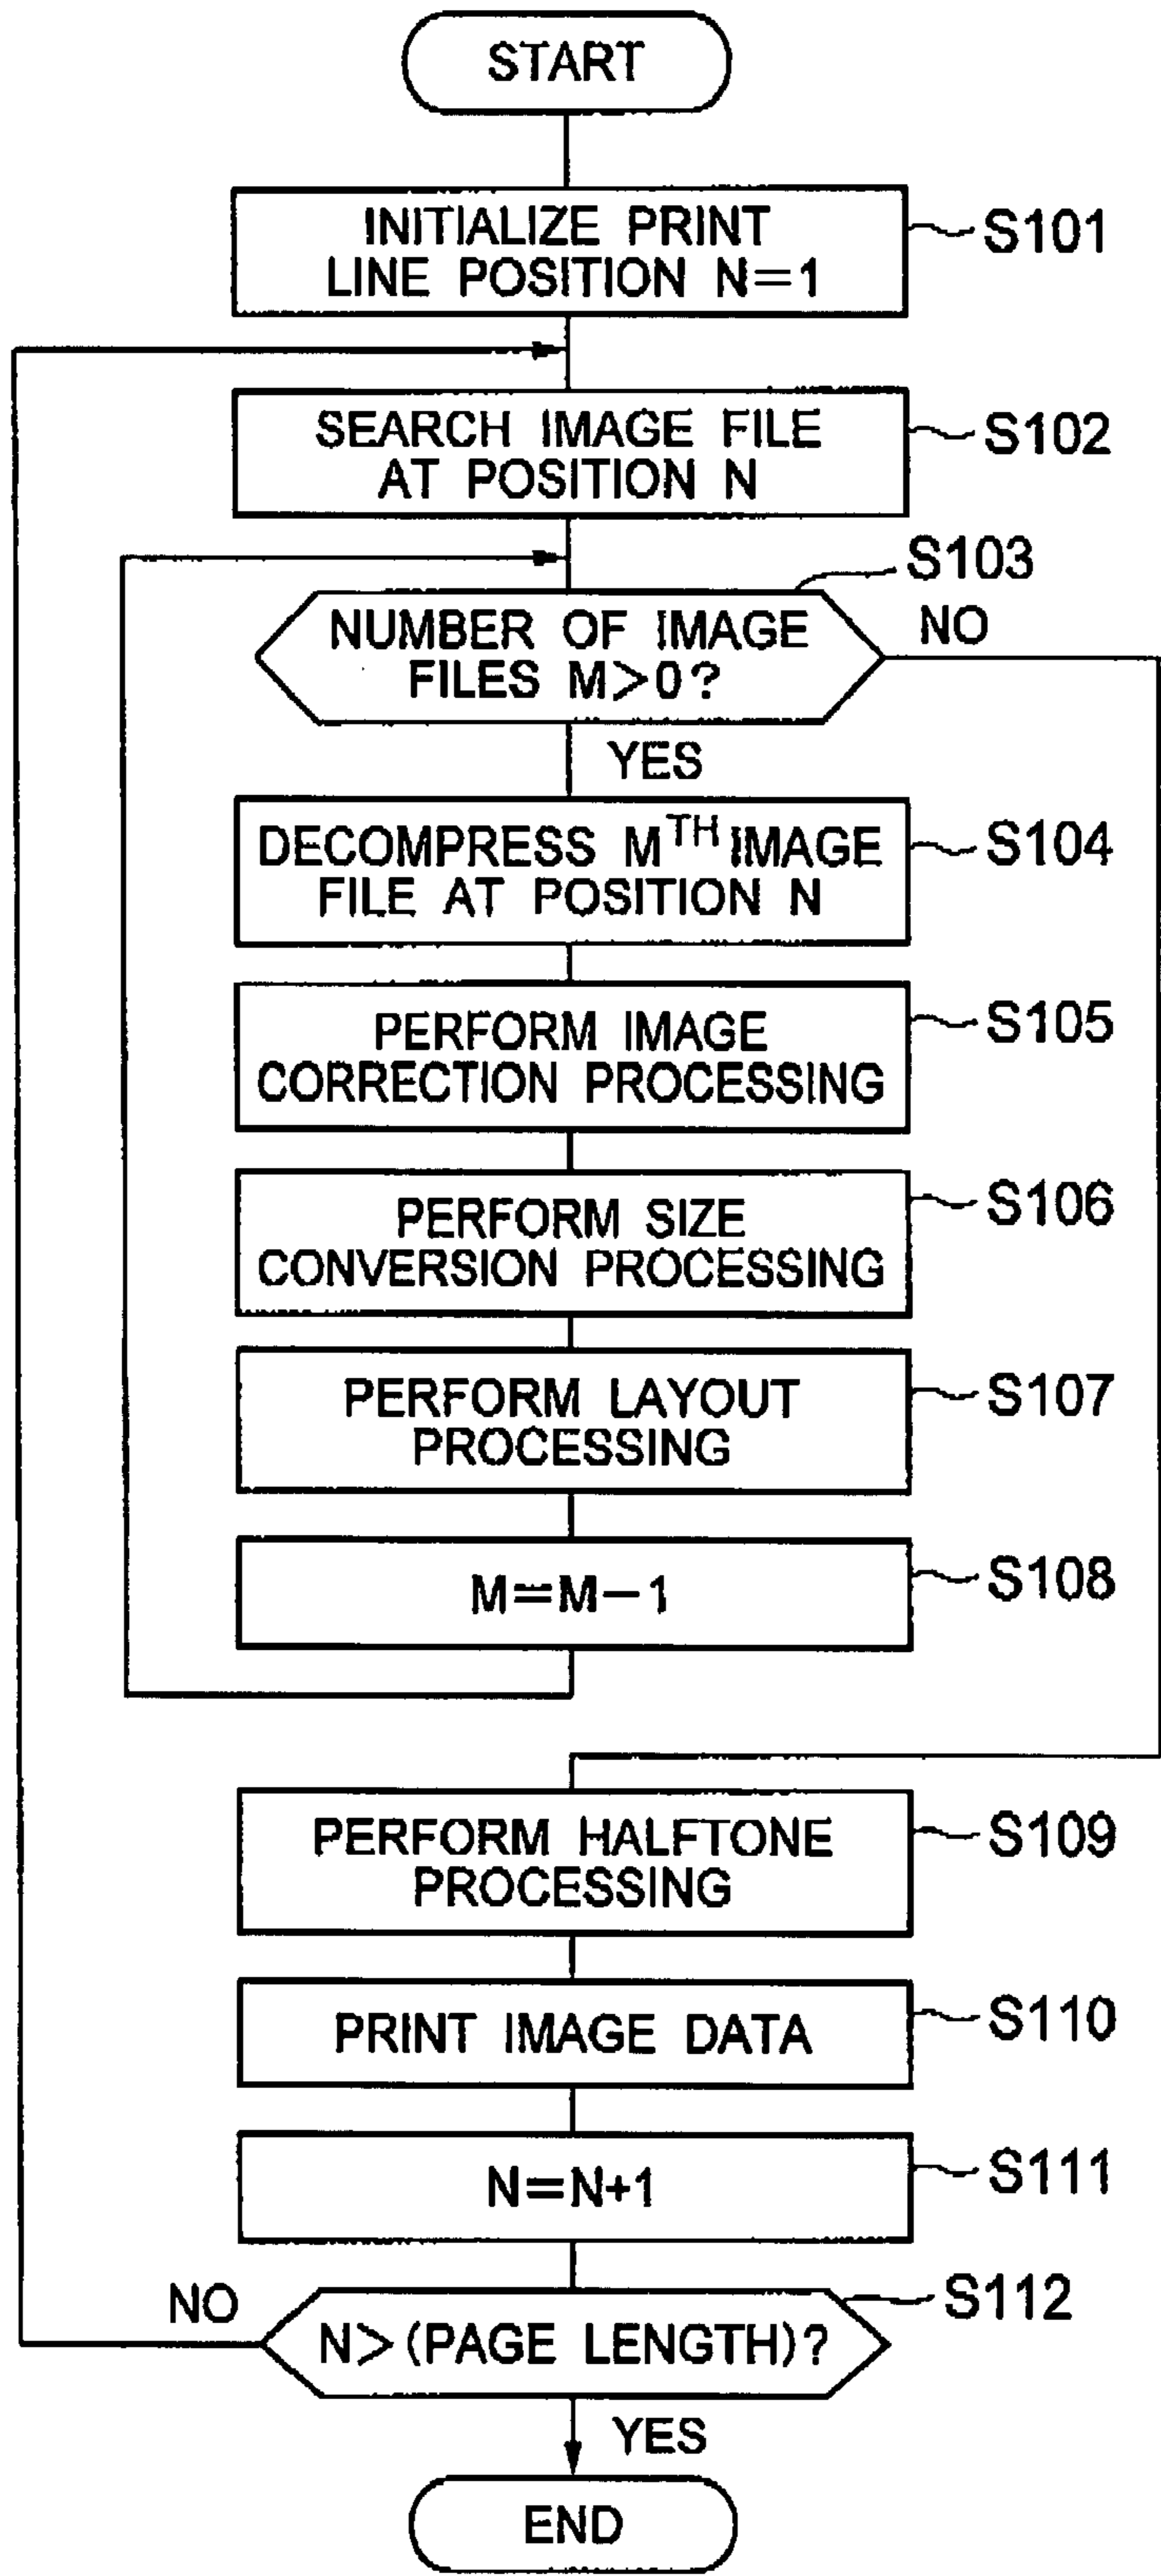 START
INITIALIZE PRINT
LINE POSITION N=1
S101
SEARCH IMAGE FILE
AT POSITION N
S102
S103
NUMBER OF IMAGE
FILES M>0?
NO
YES
DECOMPRESS MTH IMAGE
FILE AT POSITION N
S104
PERFORM IMAGE
CORRECTION PROCESSING
S105
PERFORM SIZE
CONVERSION PROCESSING
S106
PERFORM LAYOUT
PROCESSING
S107
M=M-1
S108
PERFORM HALFTONE
PROCESSING
S109
PRINT IMAGE DATA
S110
N=N+1
S111
NO
N>(PAGE LENGTH)?
S112
YES
END